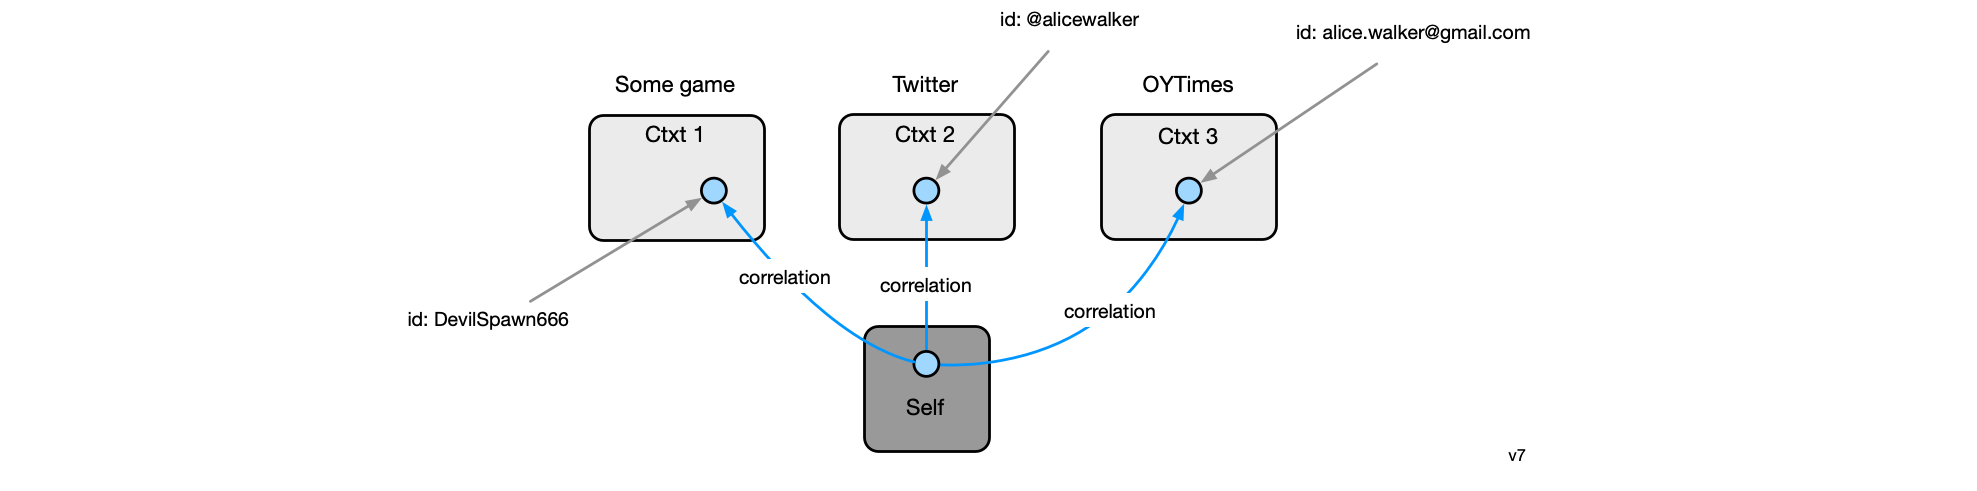 id: @alicewalker
id: alice.walker@gmail.com
Some game
Twitter
OYTimes
Ctxt 1
Ctxt 2
Ctxt 3
correlation
correlation
correlation
id: DevilSpawn666
Self
v7